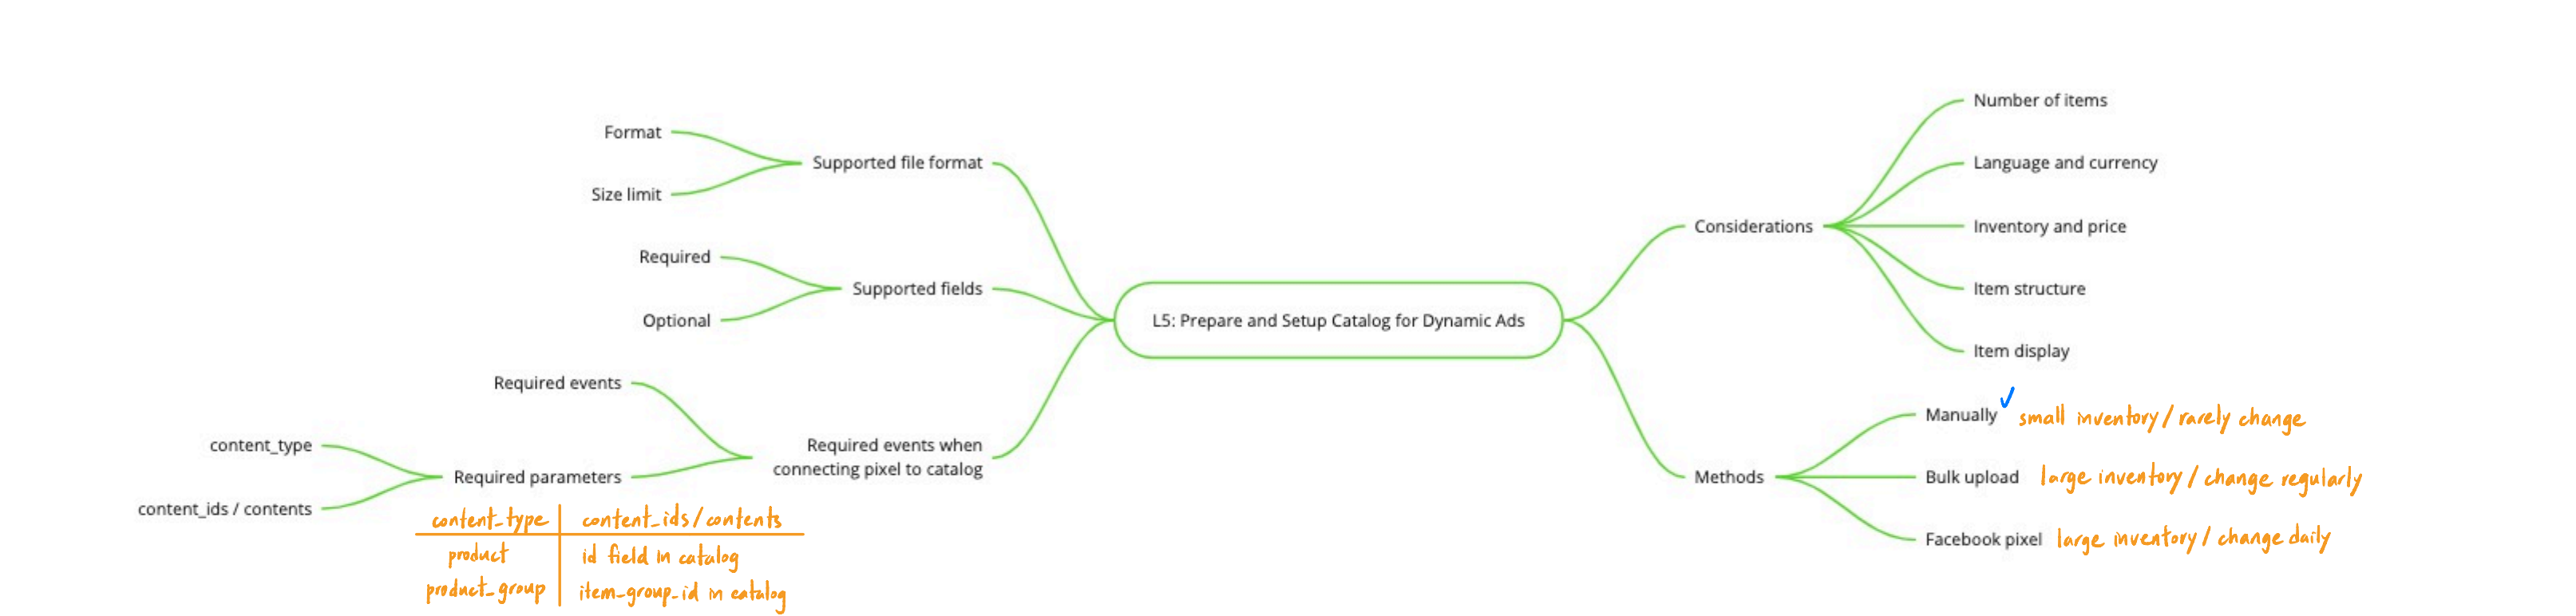 L5: Prepare and Setup Catalog for Dynamic Ads
Considerations
Number of items
Language and currency
Inventory and price
Item structure
Item display
Methods
Manually ✓ small inventory / rarely change
Bulk upload large inventory / change regularly
Facebook pixel large inventory / change daily
Supported file format
Format
Size limit
Supported fields
Required
Optional
Required events when
connecting pixel to catalog
Required events
Required parameters
content_type
content_ids / contents
content_type content_ids/contents
product id field in catalog
product_group item_group_id in catalog